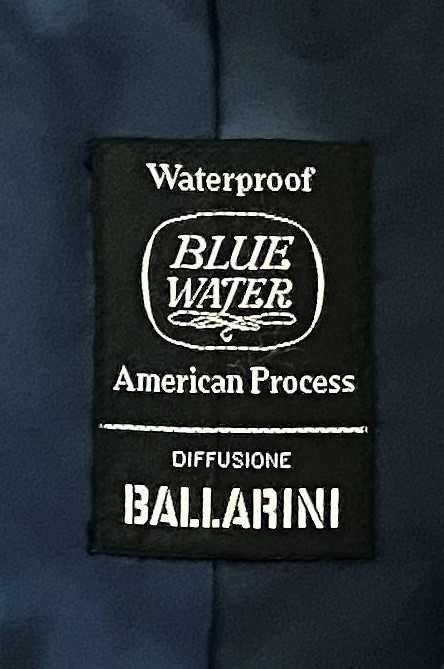 Waterproof
BLUE
WATER
American Process
DIFFUSIONE
BALLARINI